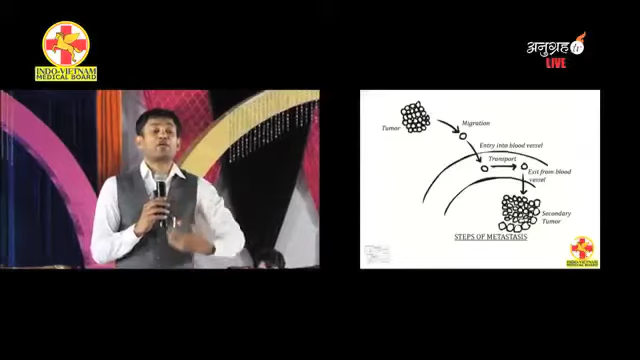 INDO-VIETNAM
MEDICAL BOARD
अनुग्रह tv
LIVE
Tumor
Migration
Entry into blood vessel
Transport
Exit from blood
vessel
Secondary
Tumor
STEPS OF METASTASIS
INDO-VIETNAM
MEDICAL BOARD